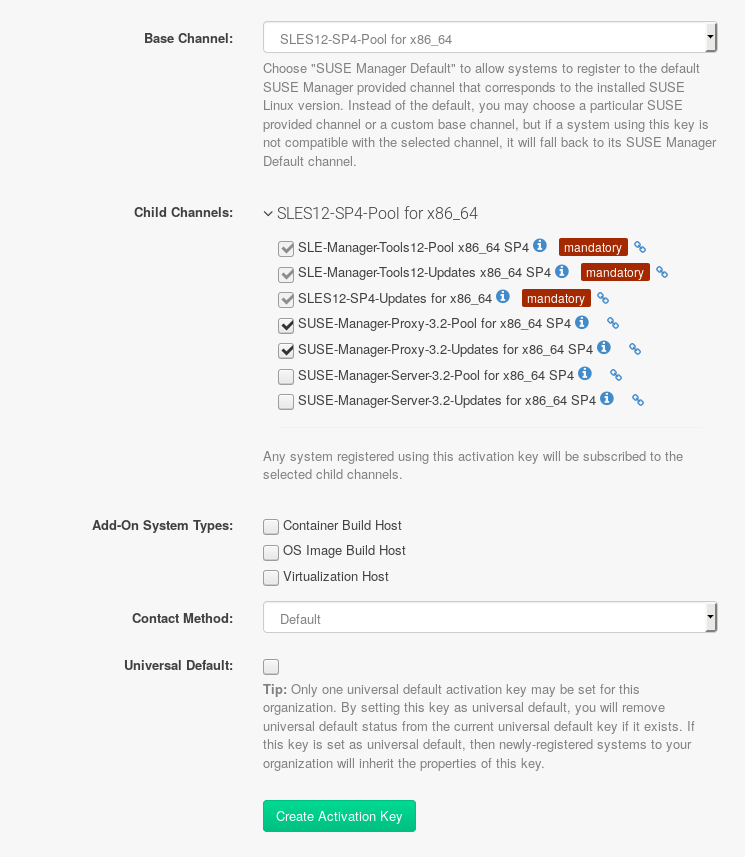 Base Channel:
SLES12-SP4-Pool for x86_64
Choose "SUSE Manager Default" to allow systems to register to the default
SUSE Manager provided channel that corresponds to the installed SUSE
Linux version. Instead of the default, you may choose a particular SUSE
provided channel or a custom base channel, but if a system using this key is
not compatible with the selected channel, it will fall back to its SUSE Manager
Default channel.
Child Channels:
SLES12-SP4-Pool for x86_64
SLE-Manager-Tools12-Pool x86_64 SP4 mandatory
SLE-Manager-Tools12-Updates x86_64 SP4 mandatory
SLES12-SP4-Updates for x86_64 mandatory
SUSE-Manager-Proxy-3.2-Pool for x86_64 SP4
SUSE-Manager-Proxy-3.2-Updates for x86_64 SP4
SUSE-Manager-Server-3.2-Pool for x86_64 SP4
SUSE-Manager-Server-3.2-Updates for x86_64 SP4
Any system registered using this activation key will be subscribed to the
selected child channels.
Add-On System Types:
Container Build Host
OS Image Build Host
Virtualization Host
Contact Method:
Default
Universal Default:
Tip: Only one universal default activation key may be set for this
organization. By setting this key as universal default, you will remove
universal default status from the current universal default key if it exists. If
this key is set as universal default, then newly-registered systems to your
organization will inherit the properties of this key.
Create Activation Key